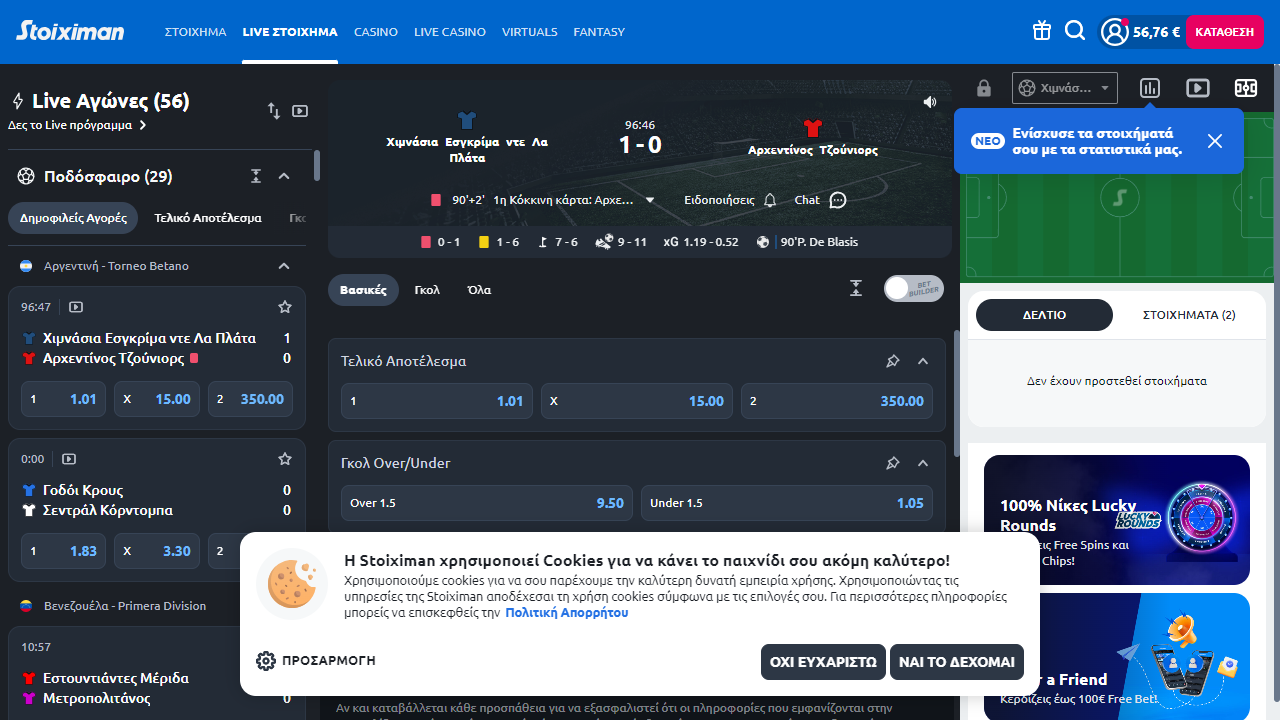 Stoiximan
ΣΤΟΙΧΗΜΑ
LIVE ΣΤΟΙΧΗΜΑ
CASINO
LIVE CASINO
VIRTUALS
FANTASY
56,76 €
ΚΑΤΑΘΕΣΗ
Live Αγώνες (56)
Δες το Live πρόγραμμα
Ποδόσφαιρο (29)
Δημοφιλείς Αγορές
Τελικό Αποτέλεσμα
Αργεντινή - Torneo Betano
96:47
Χιμνάσια Εσγκρίμα ντε Λα Πλάτα 1
Αρχεντίνος Τζούνιορς 0
1 1.01 X 15.00 2 350.00
0:00
Γοδόι Κρους 0
Σεντράλ Κόρντομπα 0
1 1.83 X 3.30 2
Βενεζουέλα - Primera Division
10:57
Εστουντιάντες Μέριδα
Μετροπολιτάνος 0
Χιμνάσια Εσγκρίμα ντε Λα
Πλάτα
96:46
1 - 0
Αρχεντίνος Τζούνιορς
90'+2' 1η Κόκκινη κάρτα: Αρχε...
Ειδοποιήσεις
Chat
0 - 1 1 - 6 7 - 6 9 - 11 xG 1.19 - 0.52 90'P. De Blasis
Βασικές
Γκολ
Όλα
BET
BUILDER
Τελικό Αποτέλεσμα
1 1.01 X 15.00 2 350.00
Γκολ Over/Under
Over 1.5 9.50 Under 1.5 1.05
Χιμνάσ...
ΝΕΟ
Ενίσχυσε τα στοιχήματά
σου με τα στατιστικά μας.
ΔΕΛΤΙΟ
ΣΤΟΙΧΗΜΑΤΑ (2)
Δεν έχουν προστεθεί στοιχήματα
100% Νίκες Lucky
Rounds
LUCKY
ROUNDS
Free Spins και
Chips!
a Friend
Κερδίζεις έως 100€ Free Bet!
Η Stoiximan χρησιμοποιεί Cookies για να κάνει το παιχνίδι σου ακόμη καλύτερο!
Χρησιμοποιούμε cookies για να σου παρέχουμε την καλύτερη δυνατή εμπειρία χρήσης. Χρησιμοποιώντας τις
υπηρεσίες της Stoiximan αποδέχεσαι τη χρήση cookies σύμφωνα με τις επιλογές σου. Για περισσότερες πληροφορίες
μπορείς να επισκεφθείς την Πολιτική Απορρήτου
ΠΡΟΣΑΡΜΟΓΗ
ΟΧΙ ΕΥΧΑΡΙΣΤΩ
ΝΑΙ ΤΟ ΔΕΧΟΜΑΙ
Αν και καταβάλλεται κάθε προσπάθεια για να εξασφαλιστεί ότι οι πληροφορίες που εμφανίζονται στην